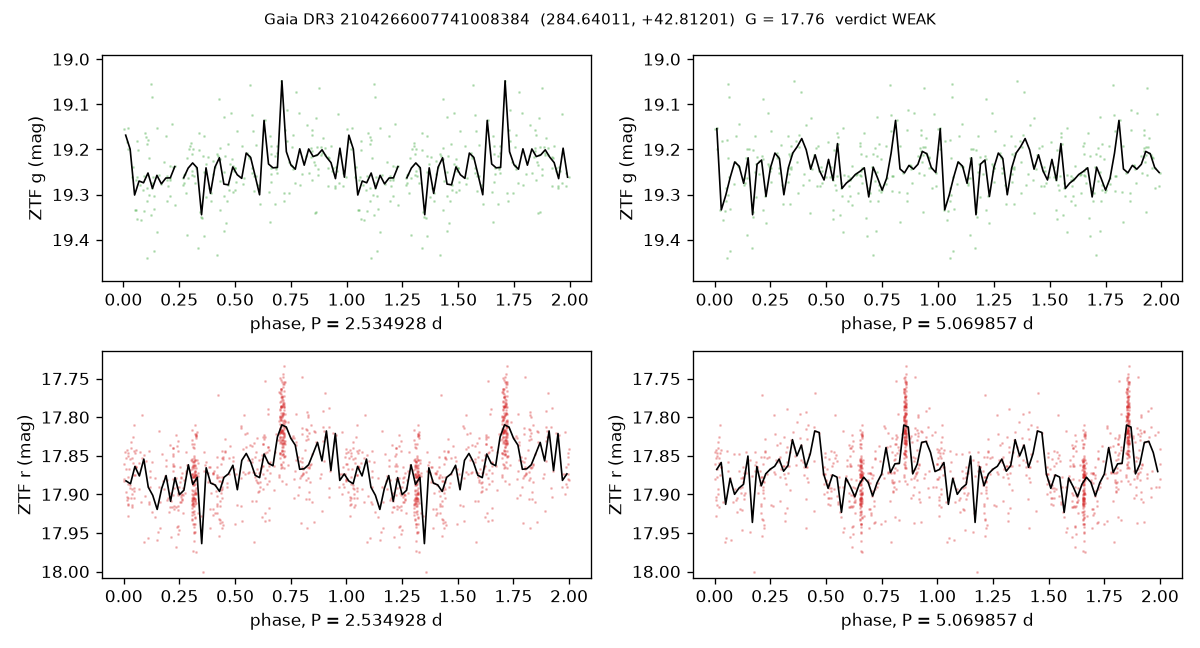 Gaia DR3 2104266007741008384 (284.64011, +42.81201) G = 17.76 verdict WEAK
ZTF g (mag)
19.0
19.1
19.2
19.3
19.4
0.00 0.25 0.50 0.75 1.00 1.25 1.50 1.75 2.00
phase, P = 2.534928 d
ZTF g (mag)
19.0
19.1
19.2
19.3
19.4
0.00 0.25 0.50 0.75 1.00 1.25 1.50 1.75 2.00
phase, P = 5.069857 d
ZTF r (mag)
17.75
17.80
17.85
17.90
17.95
18.00
0.00 0.25 0.50 0.75 1.00 1.25 1.50 1.75 2.00
phase, P = 2.534928 d
ZTF r (mag)
17.75
17.80
17.85
17.90
17.95
18.00
0.00 0.25 0.50 0.75 1.00 1.25 1.50 1.75 2.00
phase, P = 5.069857 d